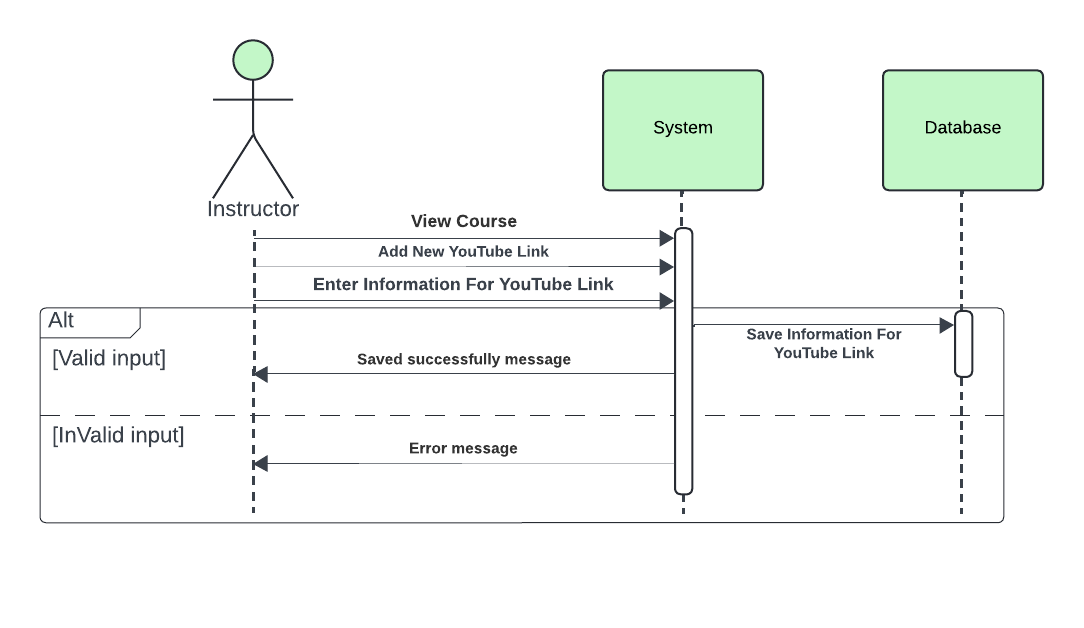 System
Database
Instructor
View Course
Add New YouTube Link
Enter Information For YouTube Link
Alt
Save Information For
YouTube Link
[Valid input]
Saved successfully message
[InValid input]
Error message